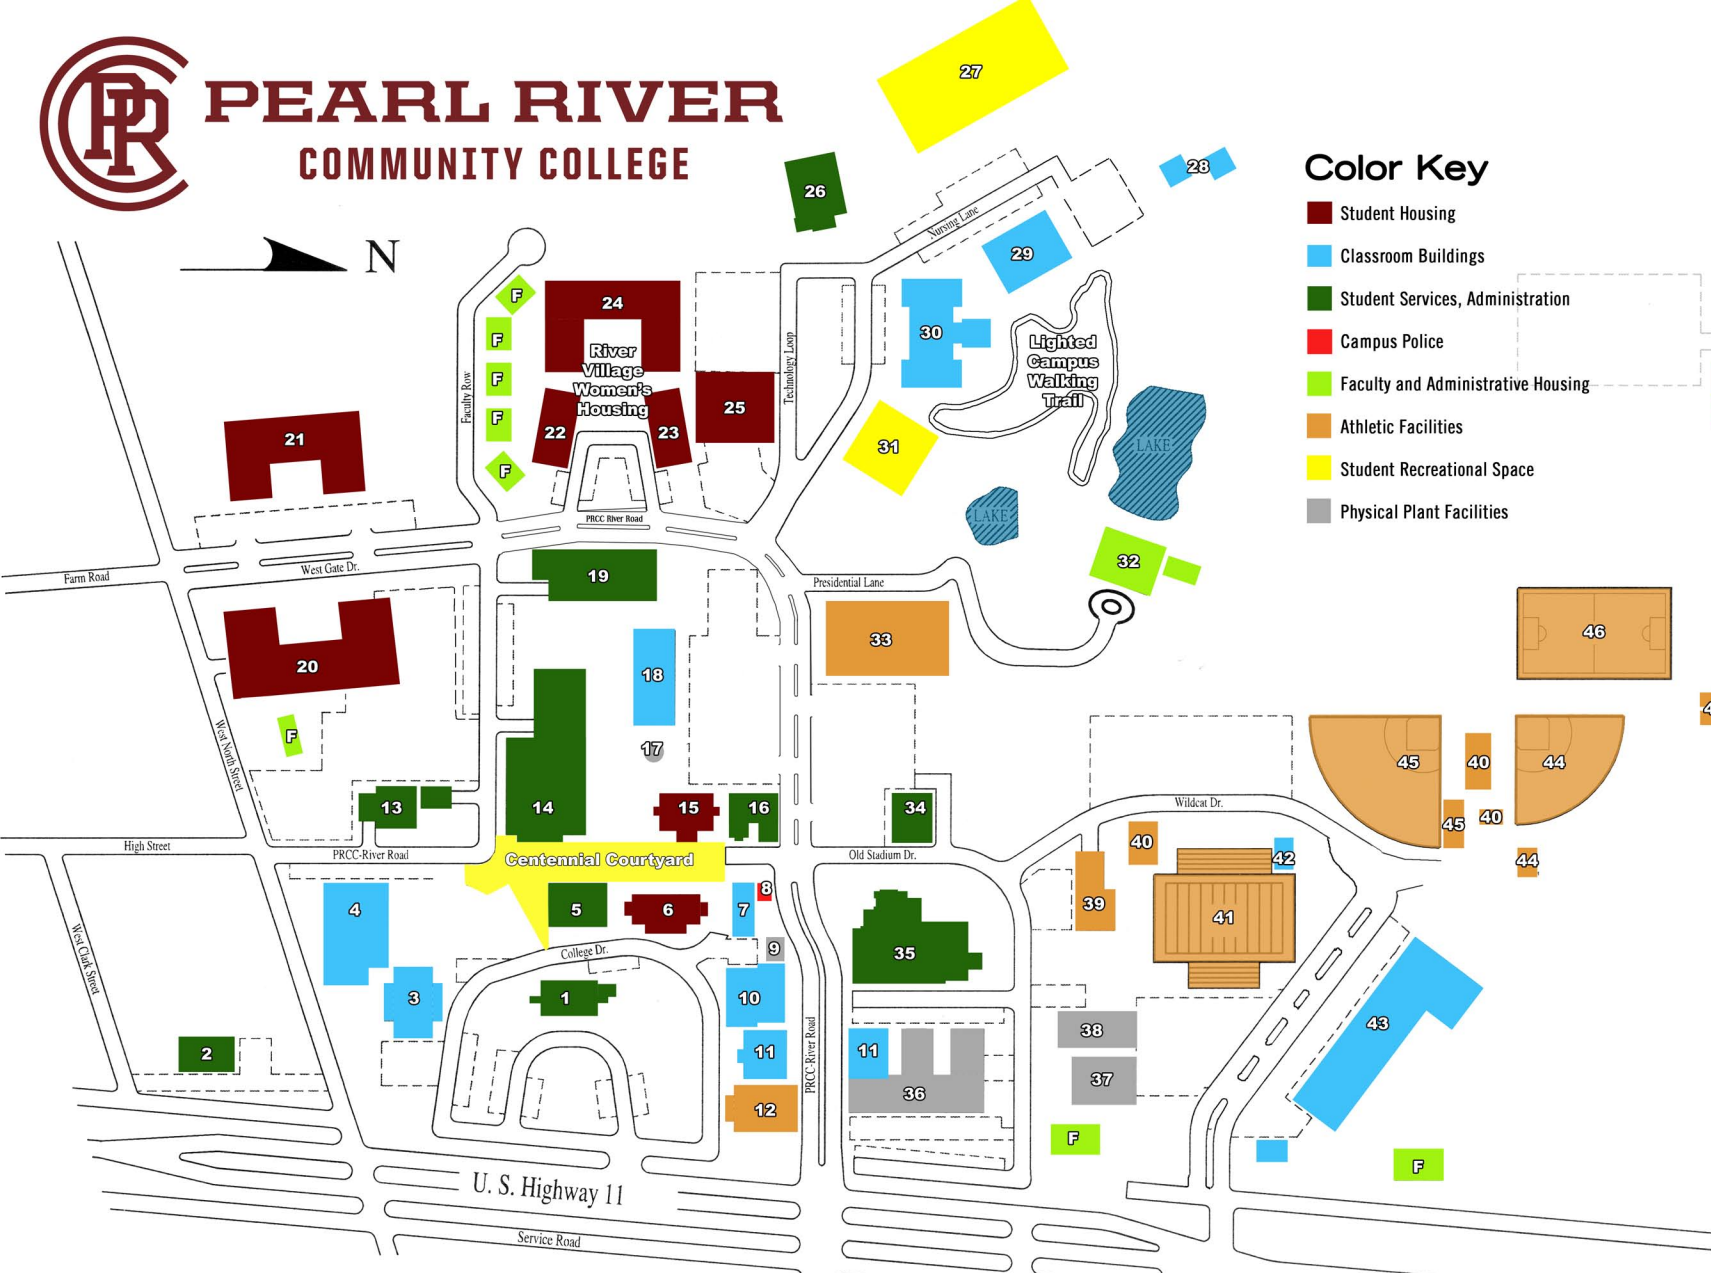 PEARL RIVER
COMMUNITY COLLEGE
N
Color Key
Student Housing
Classroom Buildings
Student Services, Administration
Campus Police
Faculty and Administrative Housing
Athletic Facilities
Student Recreational Space
Physical Plant Facilities
27
26
28
Nursing Lane
29
F
24
F
River
Village
Women's
Housing
30
Lighted
Campus
Walking
Trail
Technology Loop
F
Faculty Row
25
F
22
23
21
31
LAKE
F
LAKE
PRCC River Road
West Gate Dr.
Farm Road
19
Presidential Lane
32
33
46
20
18
F
West North Street
17
4
45
40
44
13
14
15
16
34
Wildcat Dr.
45
40
High Street
PRCC-River Road
Centennial Courtyard
Old Stadium Dr.
40
42
44
4
5
6
7
8
39
41
West Clark Street
College Dr.
9
35
3
1
10
43
PRCC-River Road
38
2
11
11
37
36
12
F
F
U. S. Highway 11
Service Road